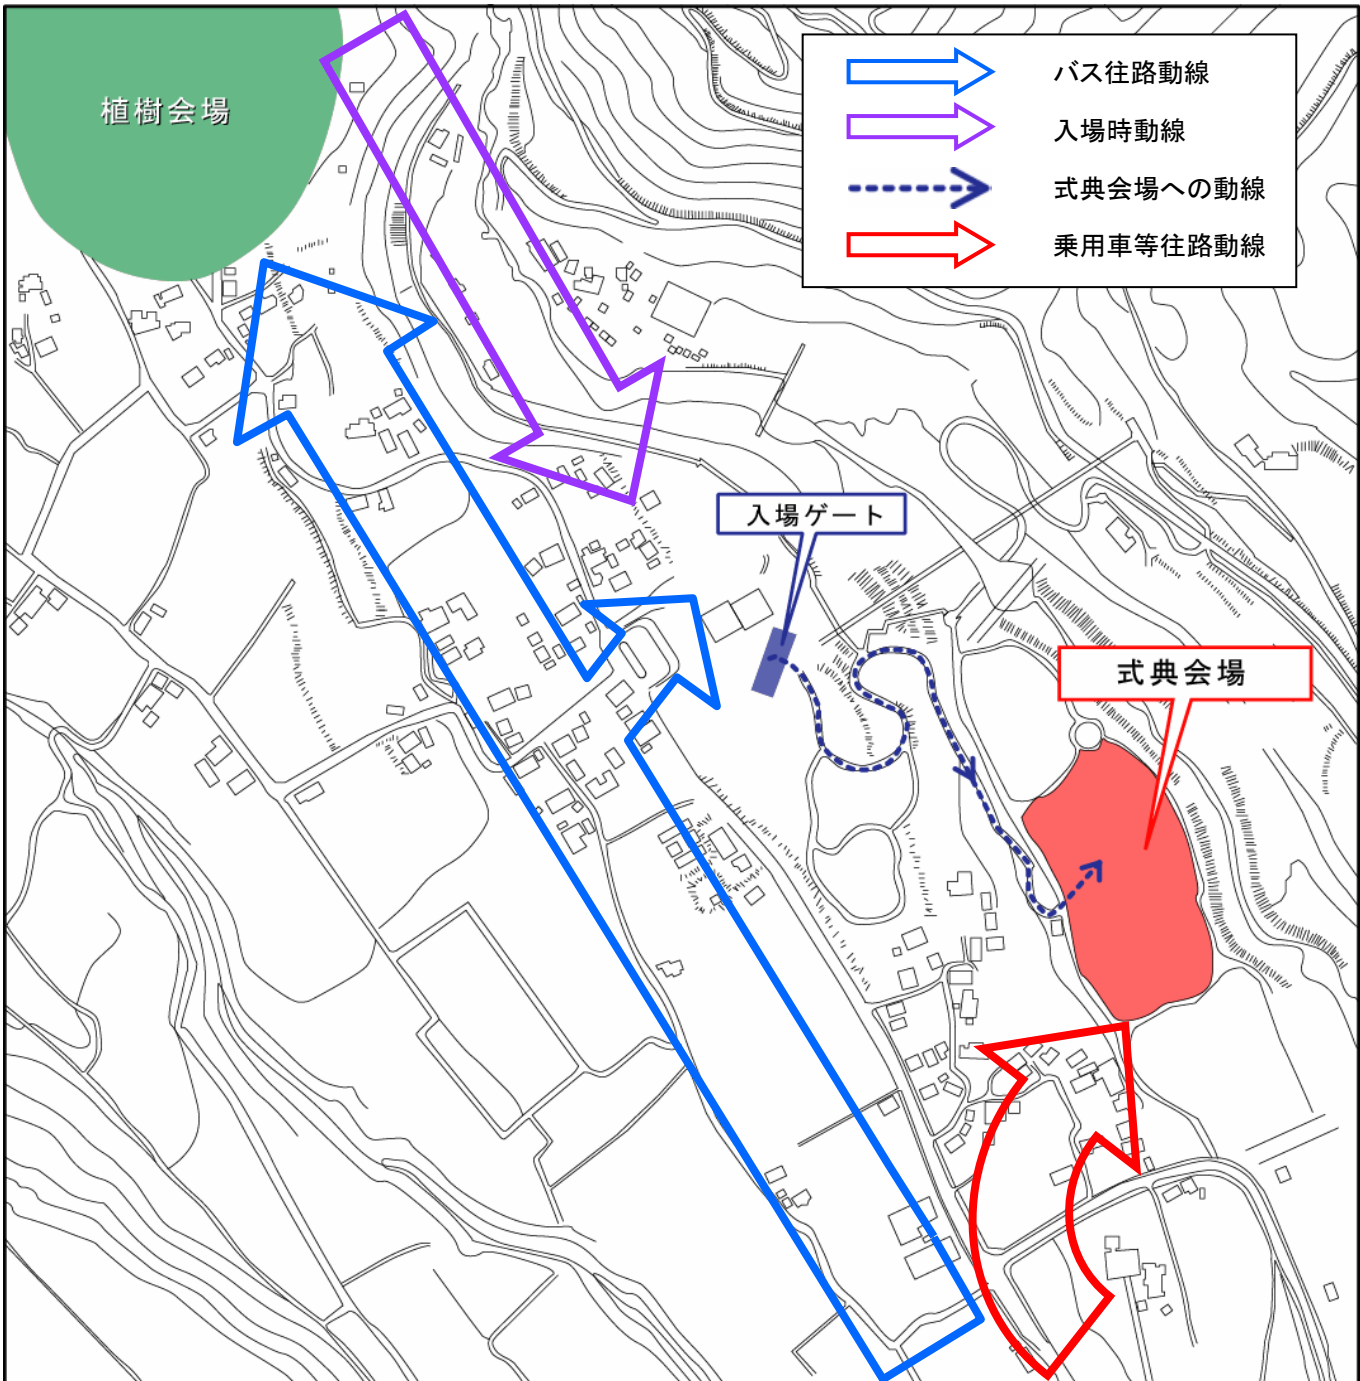 植樹会場
バス往路動線
入場時動線
式典会場への動線
乗用車等往路動線
入場ゲート
式典会場